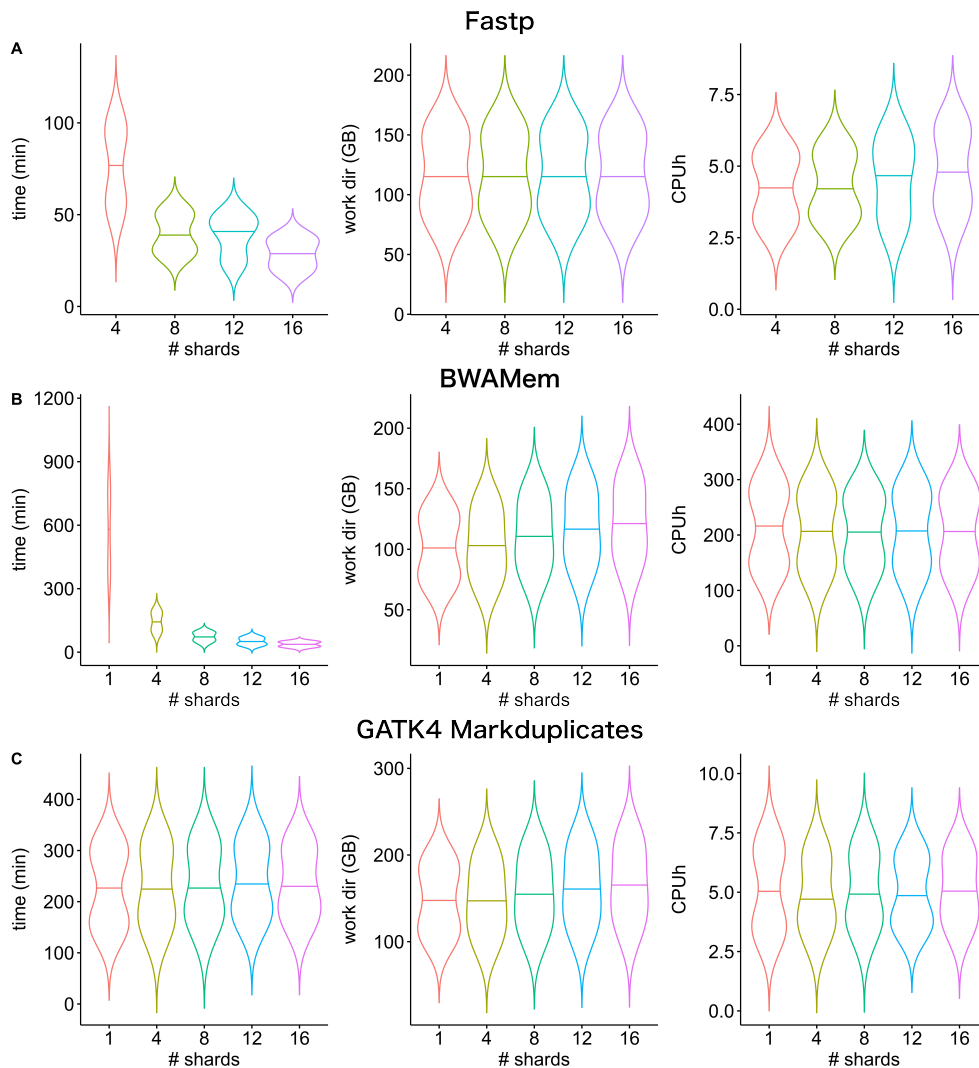 Fastp
A
time (min)
100
50
0
4 8 12 16
# shards
work dir (GB)
200
150
100
50
0
4 8 12 16
# shards
CPUh
7.5
5.0
2.5
0.0
4 8 12 16
# shards
BWAMem
B
time (min)
1200
900
600
300
0
1 4 8 12 16
# shards
work dir (GB)
200
150
100
50
1 4 8 12 16
# shards
CPUh
400
300
200
100
0
1 4 8 12 16
# shards
GATK4 Markduplicates
C
time (min)
400
300
200
100
0
1 4 8 12 16
# shards
work dir (GB)
300
200
100
1 4 8 12 16
# shards
CPUh
10.0
7.5
5.0
2.5
0.0
1 4 8 12 16
# shards